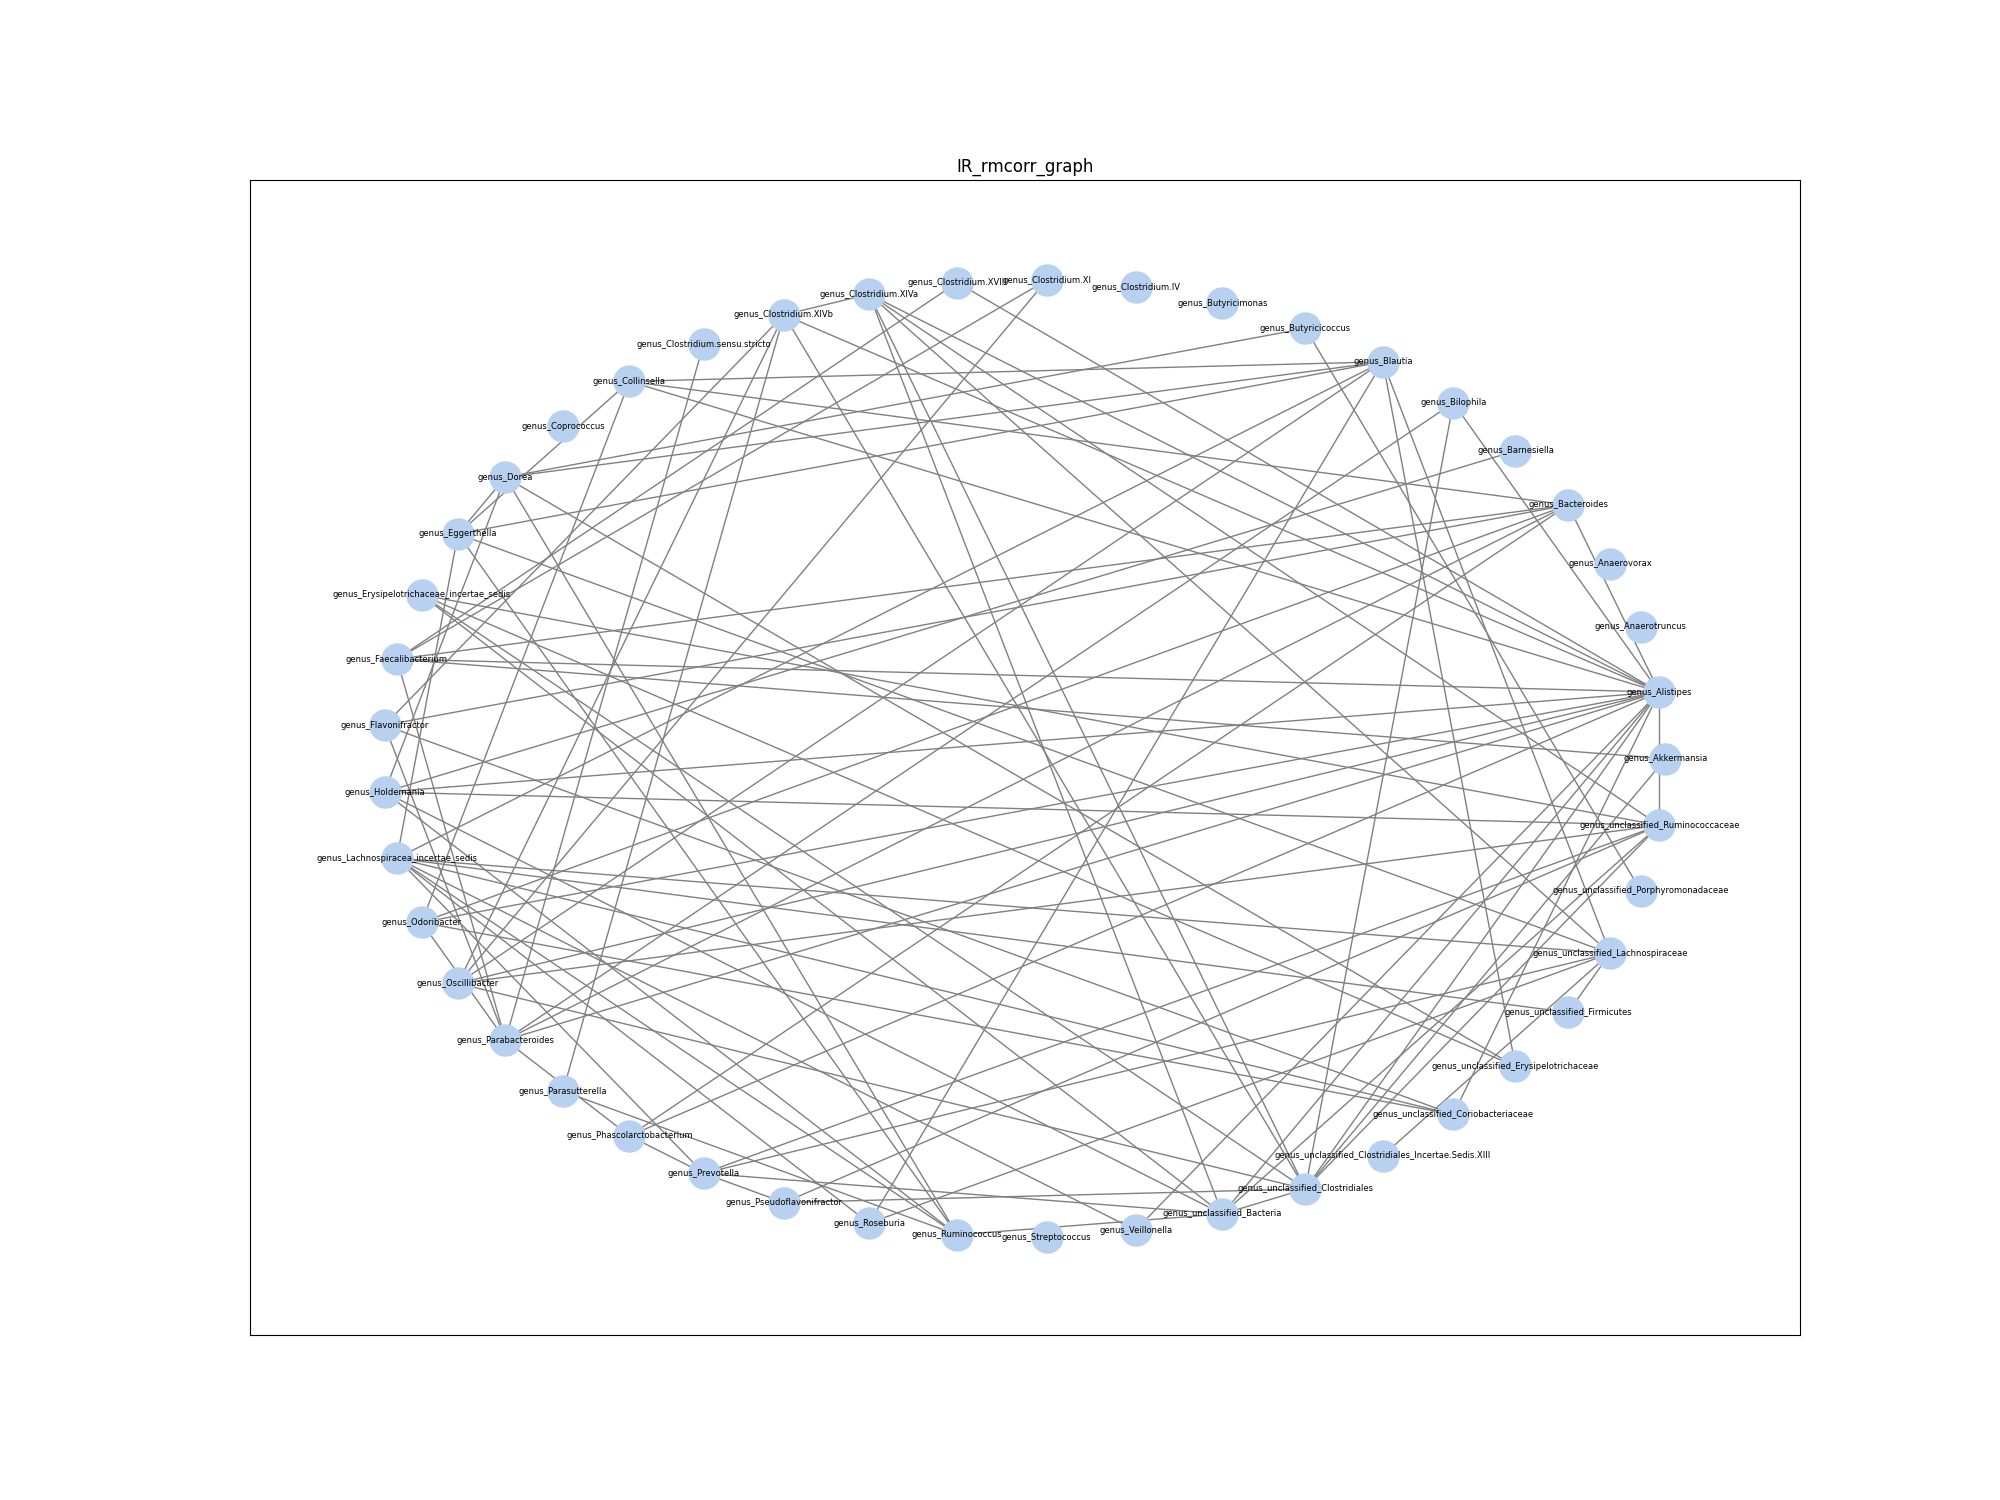 IR_rmcorr_graph
genus_Clostridium.XI
genus_Clostridium.XVIII
genus_Clostridium.IV
genus_Clostridium.XIVa
genus_Butyricimonas
genus_Clostridium.XIVb
genus_Butyricicoccus
genus_Clostridium.sensu.stricto
genus_Blautia
genus_Collinsella
genus_Bilophila
genus_Coprococcus
genus_Barnesiella
genus_Dorea
genus_Bacteroides
genus_Eggerthella
genus_Anaerovorax
genus_Erysipelotrichaceae_incertae_sedis
genus_Anaerotruncus
genus_Faecalibacterium
genus_Alistipes
genus_Flavonifractor
genus_Akkermansia
genus_Holdemania
genus_unclassified_Ruminococcaceae
genus_Lachnospiracea_incertae_sedis
genus_unclassified_Porphyromonadaceae
genus_Odoribacter
genus_unclassified_Lachnospiraceae
genus_Oscillibacter
genus_unclassified_Firmicutes
genus_Parabacteroides
genus_unclassified_Erysipelotrichaceae
genus_Parasutterella
genus_unclassified_Coriobacteriaceae
genus_Phascolarctobacterium
genus_unclassified_Clostridiales_Incertae.Sedis.XIII
genus_Prevotella
genus_unclassified_Clostridiales
genus_Pseudoflavonifractor
genus_unclassified_Bacteria
genus_Roseburia
genus_Veillonella
genus_Ruminococcus
genus_Streptococcus